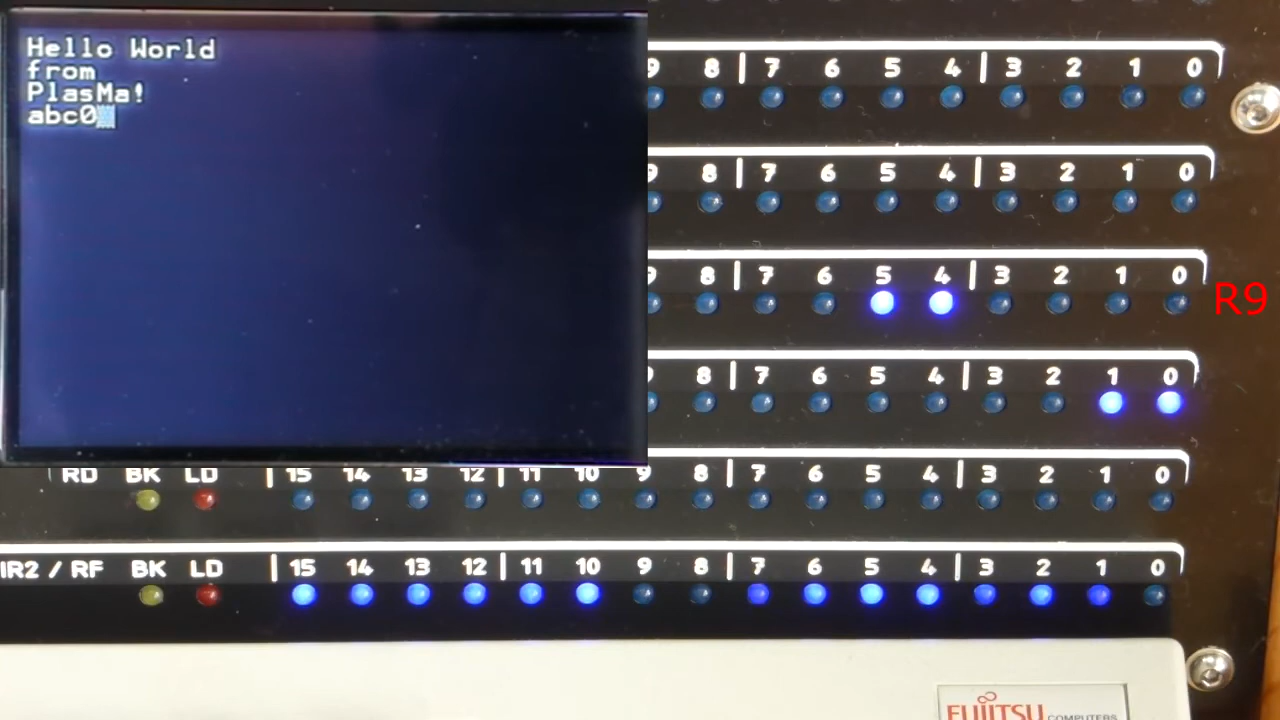 Hello World
from
PlasMa!
abc0
9 8 | 7 6 5 4 | 3 2 1 0
9 8 | 7 6 5 4 | 3 2 1 0
9 8 | 7 6 5 4 | 3 2 1 0
R9
9 8 | 7 6 5 4 | 3 2 1 0
RD BK LD | 15 14 13 12 | 11 10 9 8 | 7 6 5 4 | 3 2 1 0
IR2 / RF BK LD | 15 14 13 12 | 11 10 9 8 | 7 6 5 4 | 3 2 1 0
FUJITSU COMPUTERS